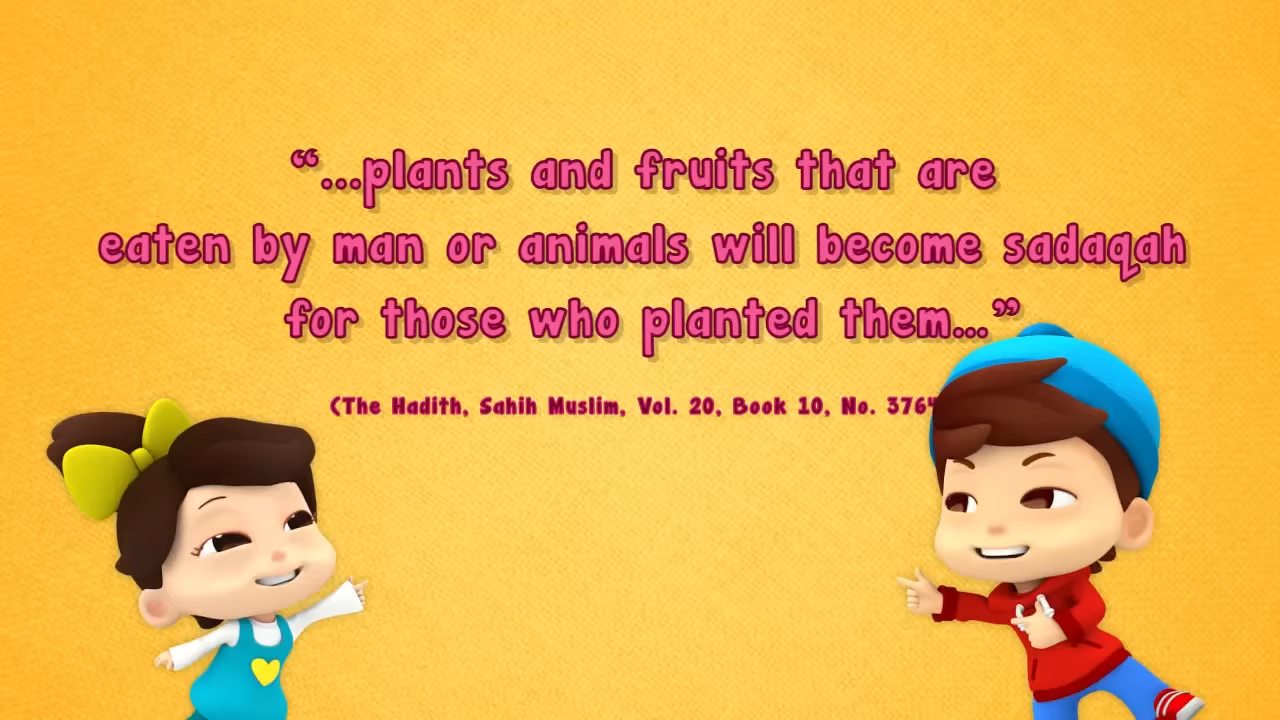 “...plants and fruits that are
eaten by man or animals will become sadaqah
for those who planted them...”
(The Hadith, Sahih Muslim, Vol. 20, Book 10, No.